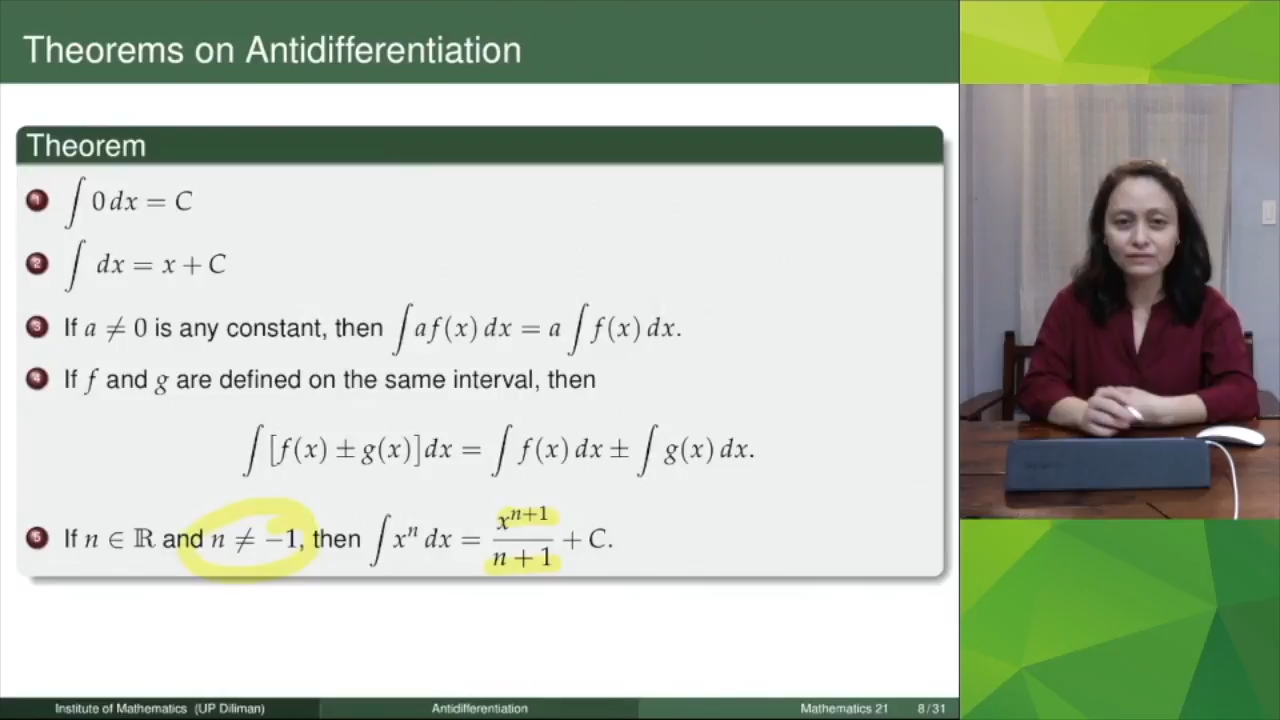 Theorems on Antidifferentiation
Theorem
1 ∫ 0 dx = C
2 ∫ dx = x + C
3 If a ≠ 0 is any constant, then ∫ a f(x) dx = a ∫ f(x) dx.
4 If f and g are defined on the same interval, then
∫ [f(x) ± g(x)] dx = ∫ f(x) dx ± ∫ g(x) dx.
5 If n ∈ ℝ and n ≠ −1, then ∫ xⁿ dx = xⁿ⁺¹/(n + 1) + C.
Institute of Mathematics (UP Diliman) Antidifferentiation Mathematics 21 8/31